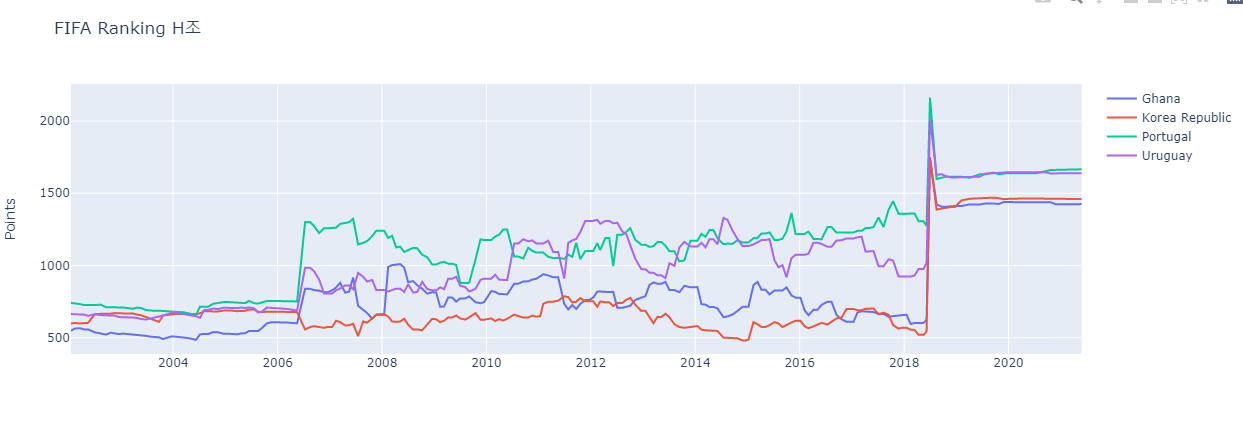 FIFA Ranking H조
Points
2000
1500
1000
500
2004
2006
2008
2010
2012
2014
2016
2018
2020
Ghana
Korea Republic
Portugal
Uruguay